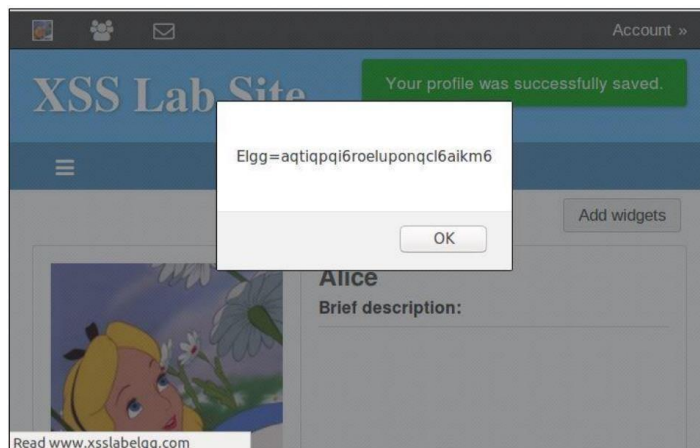 Account »
XSS Lab Site
Your profile was successfully saved.
Elgg=aqtiqpqi6roeluponqcl6aikm6
OK
Add widgets
Alice
Brief description:
Read www.xsslabelgg.com